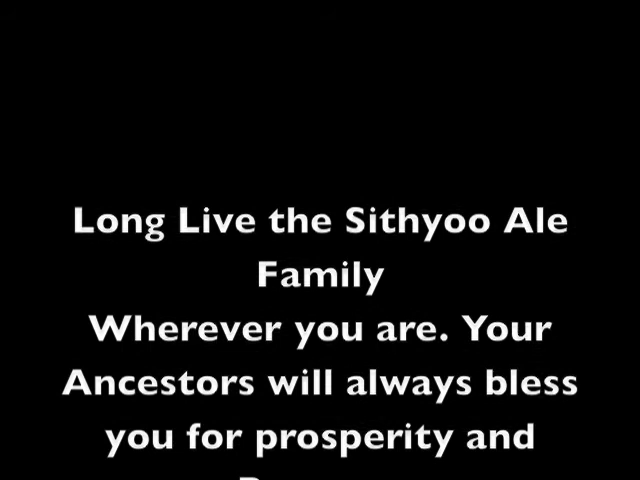 Long Live the Sithyoo Ale
Family
Wherever you are. Your
Ancestors will always bless
you for prosperity and